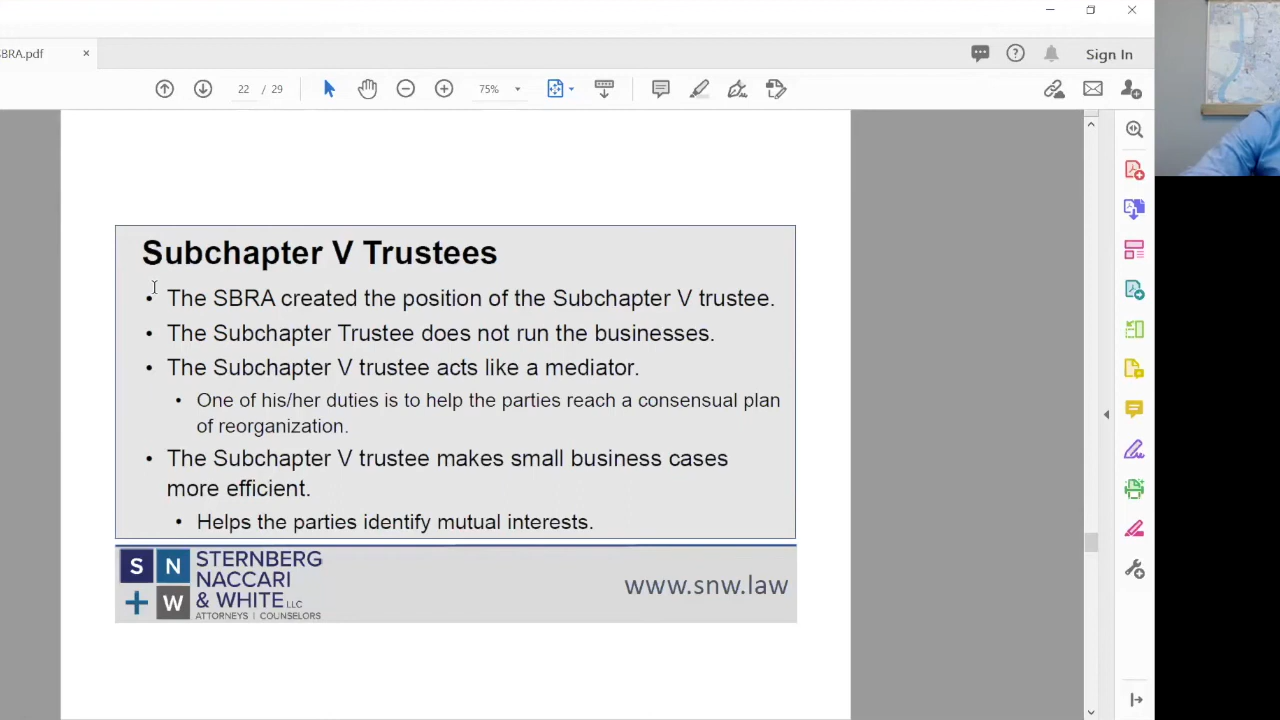 SBRA.pdf
Sign In
22 / 29
75%
Subchapter V Trustees
• The SBRA created the position of the Subchapter V trustee.
• The Subchapter Trustee does not run the businesses.
• The Subchapter V trustee acts like a mediator.
• One of his/her duties is to help the parties reach a consensual plan
of reorganization.
• The Subchapter V trustee makes small business cases
more efficient.
• Helps the parties identify mutual interests.
S N + W
STERNBERG
NACCARI
& WHITE LLC
ATTORNEYS | COUNSELORS
www.snw.law